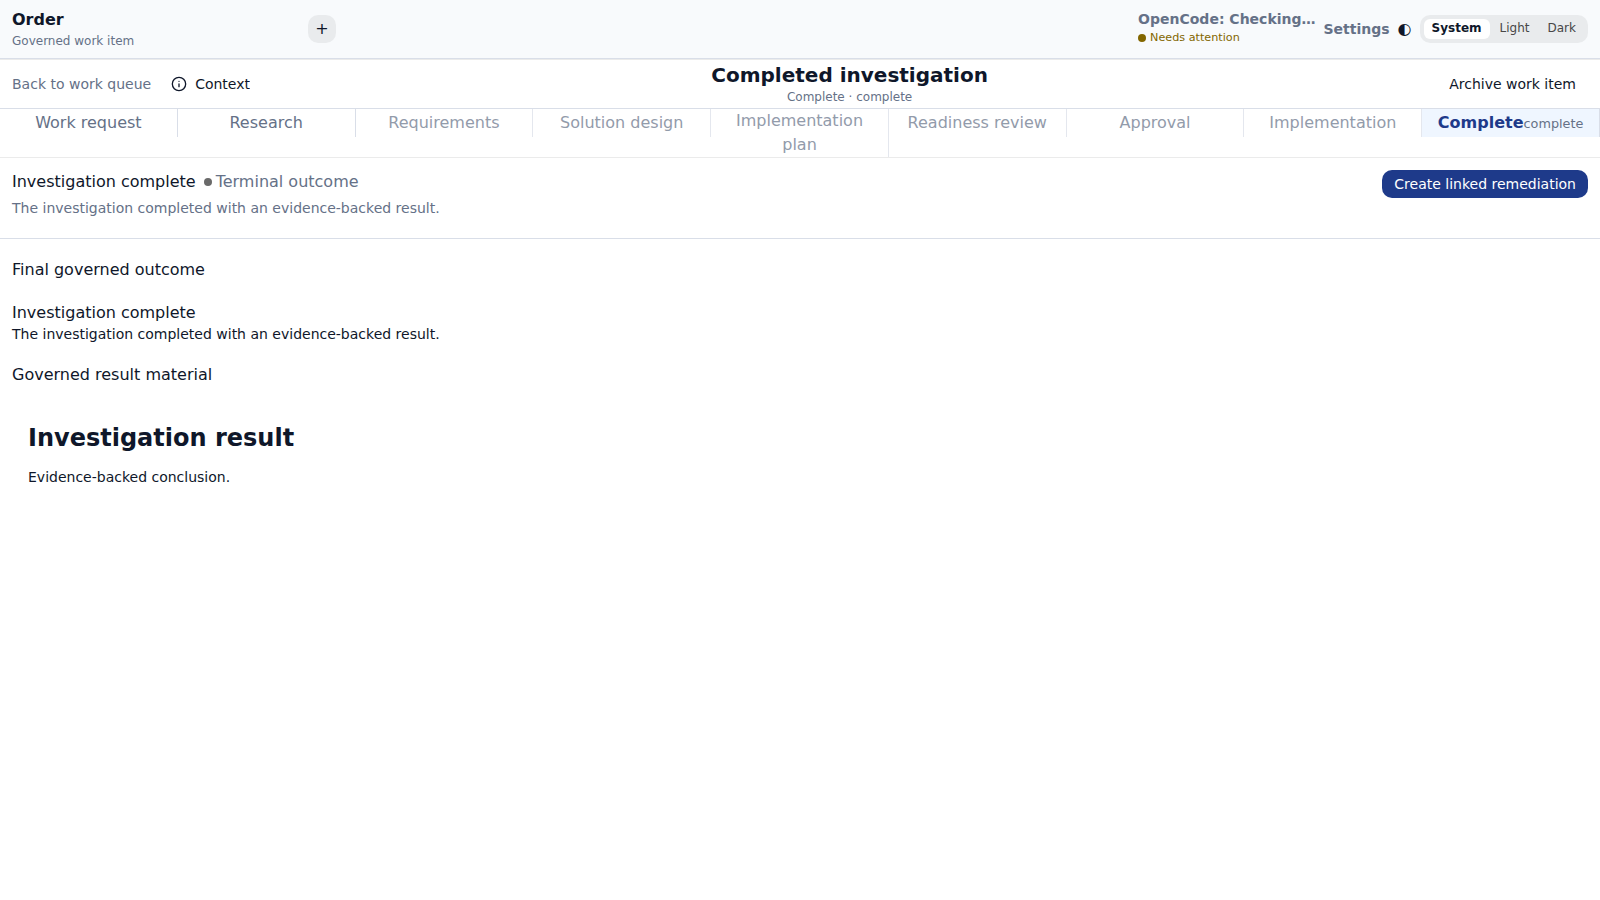 Order
Governed work item
+
OpenCode: Checking…
Needs attention
Settings
System
Light
Dark
Back to work queue
Context
Completed investigation
Complete · complete
Archive work item
Work request
Research
Requirements
Solution design
Implementation
plan
Readiness review
Approval
Implementation
Completecomplete
Investigation complete
Terminal outcome
The investigation completed with an evidence-backed result.
Create linked remediation
Final governed outcome
Investigation complete
The investigation completed with an evidence-backed result.
Governed result material
Investigation result
Evidence-backed conclusion.